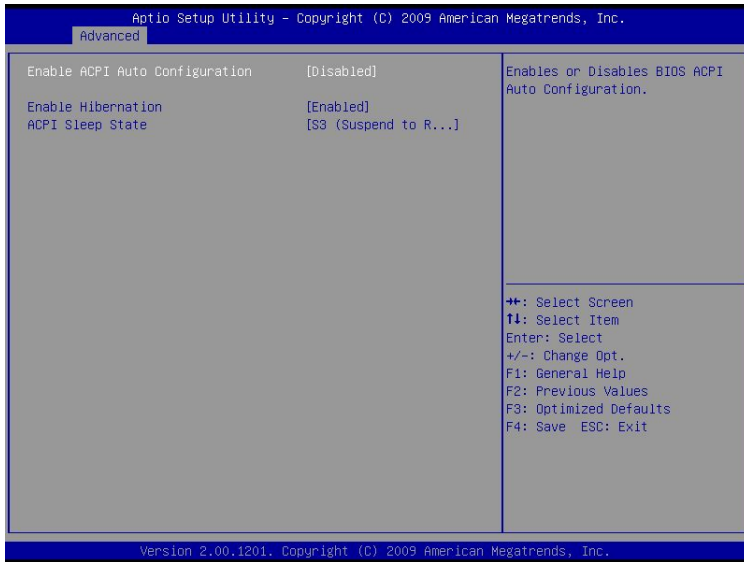 Aptio Setup Utility – Copyright (C) 2009 American Megatrends, Inc.
Advanced
Enable ACPI Auto Configuration [Disabled]
Enable Hibernation [Enabled]
ACPI Sleep State [S3 (Suspend to R...]
Enables or Disables BIOS ACPI
Auto Configuration.
→←: Select Screen
↑↓: Select Item
Enter: Select
+/-: Change Opt.
F1: General Help
F2: Previous Values
F3: Optimized Defaults
F4: Save ESC: Exit
Version 2.00.1201. Copyright (C) 2009 American Megatrends, Inc.